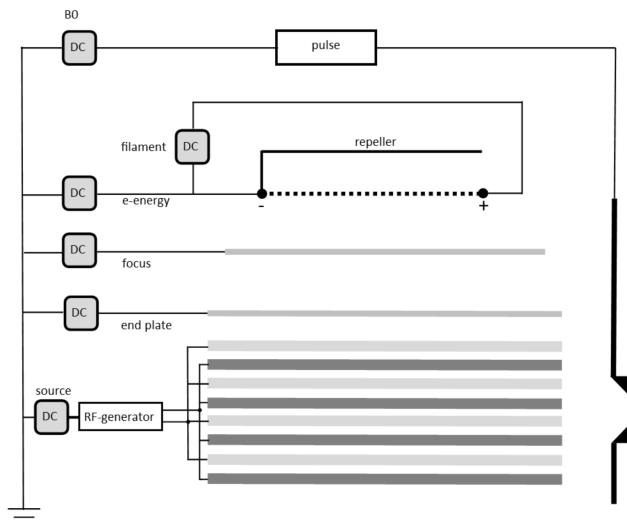 B0
DC
pulse
filament
DC
repeller
DC
e-energy
-
+
DC
focus
DC
end plate
source
DC
RF-generator